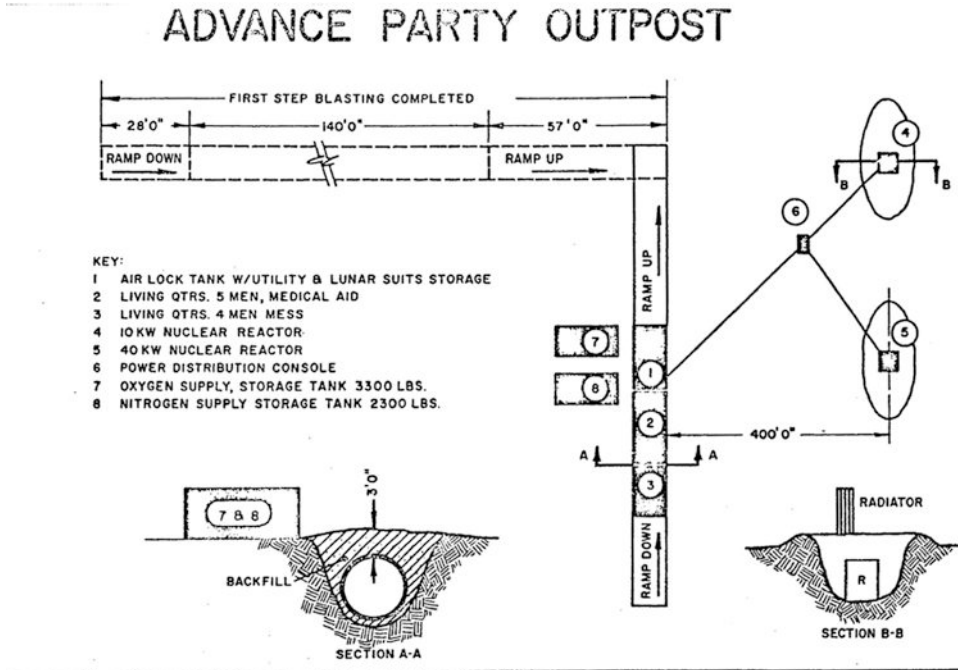 ADVANCE PARTY OUTPOST
FIRST STEP BLASTING COMPLETED
28'0" 140'0" 57'0"
RAMP DOWN RAMP UP
RAMP UP
4
B B
6
5
KEY:
1 AIR LOCK TANK W/UTILITY & LUNAR SUITS STORAGE
2 LIVING QTRS. 5 MEN, MEDICAL AID
3 LIVING QTRS. 4 MEN MESS
4 10 KW NUCLEAR REACTOR
5 40 KW NUCLEAR REACTOR
6 POWER DISTRIBUTION CONSOLE
7 OXYGEN SUPPLY, STORAGE TANK 3300 LBS.
8 NITROGEN SUPPLY STORAGE TANK 2300 LBS.
7
8
1
2
3
400'0"
A A
RAMP DOWN
7 & 8
3'0"
BACKFILL
SECTION A-A
RADIATOR
R
SECTION B-B